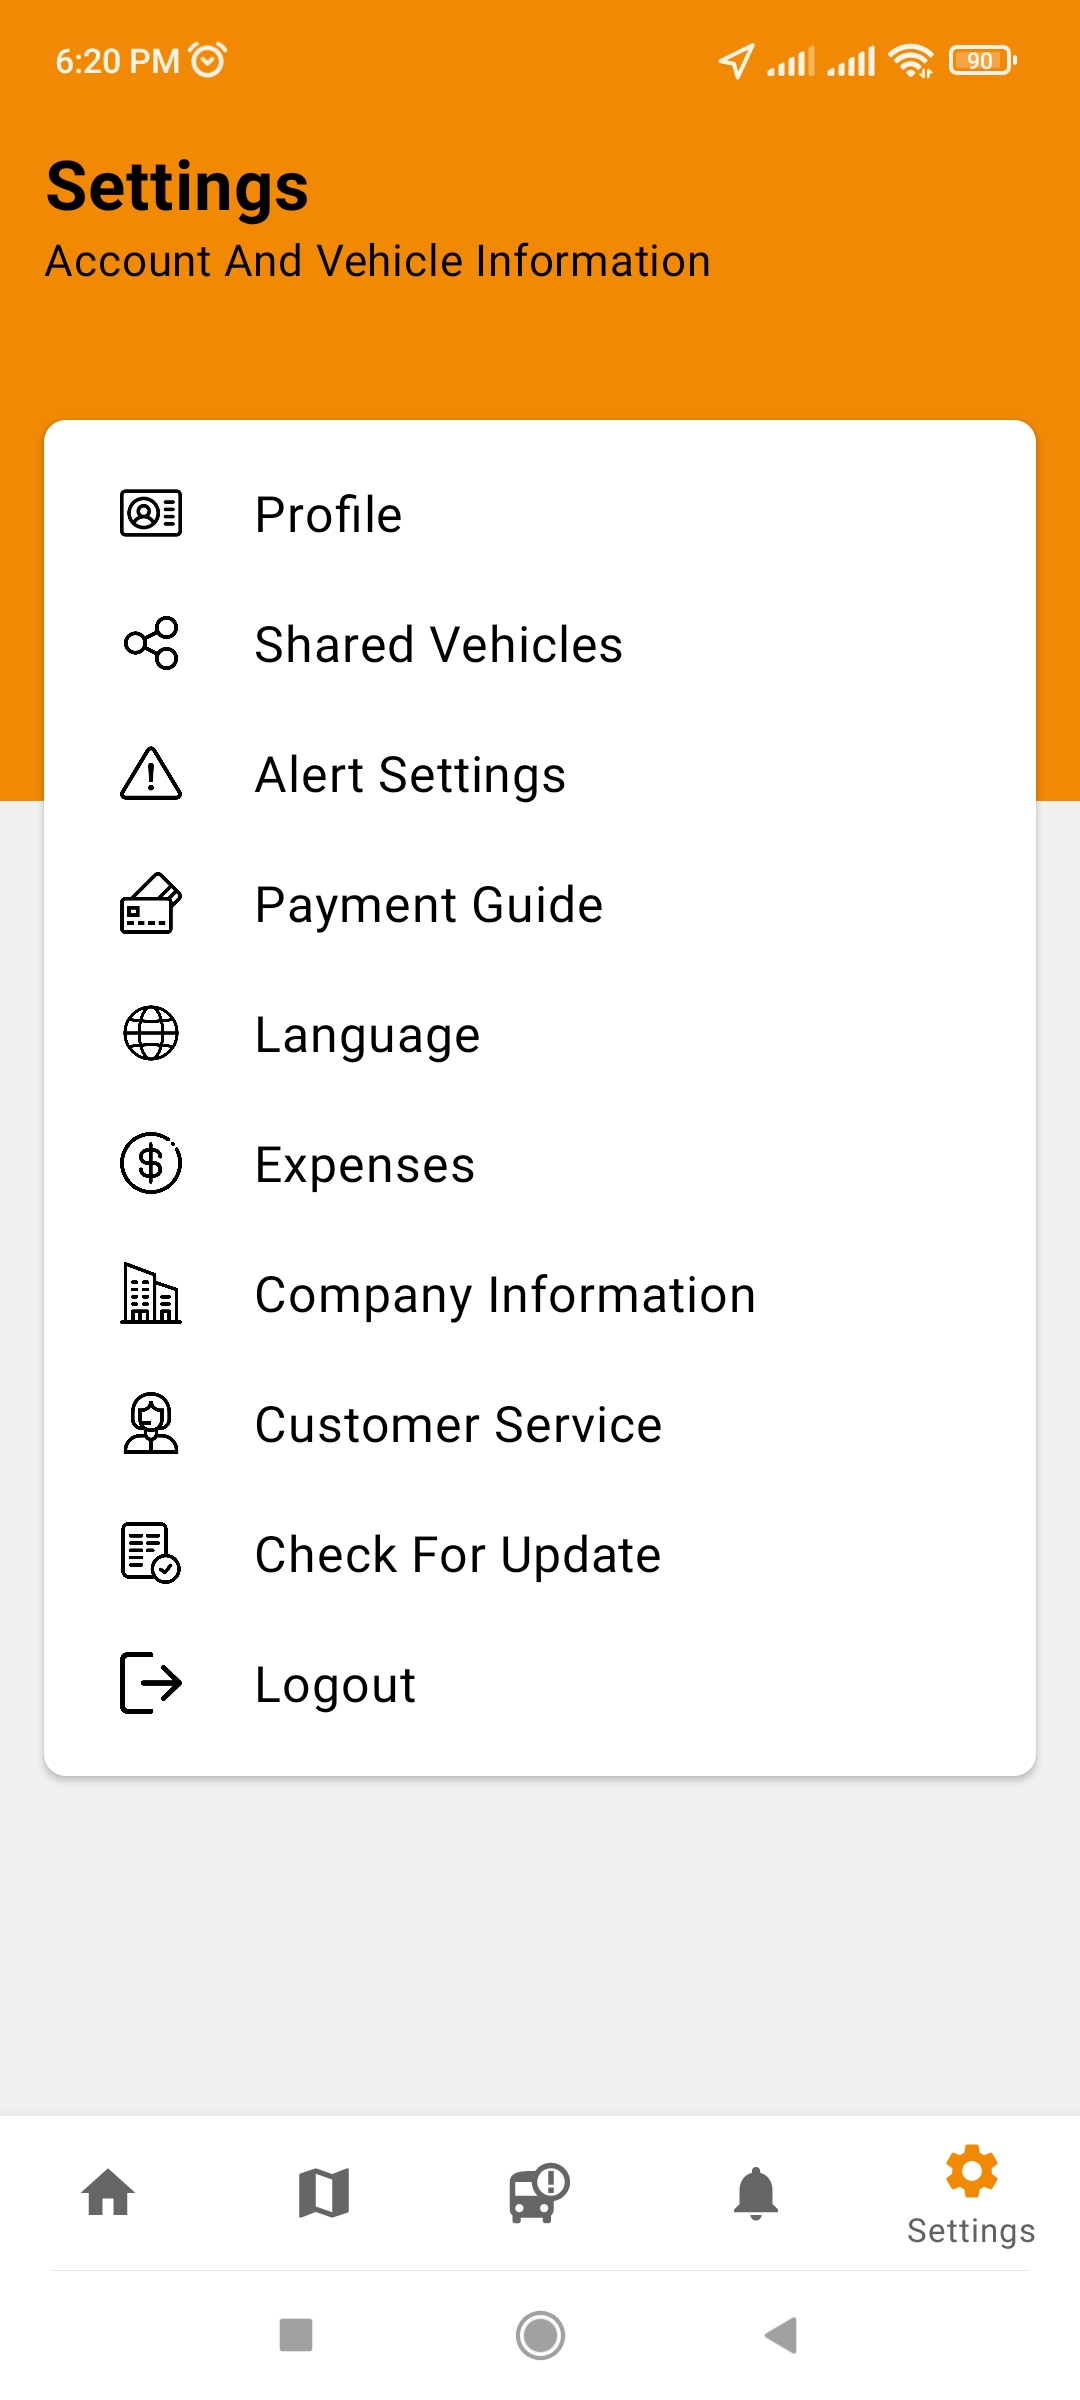 6:20 PM
90
Settings
Account And Vehicle Information
Profile
Shared Vehicles
Alert Settings
Payment Guide
Language
Expenses
Company Information
Customer Service
Check For Update
Logout
Settings